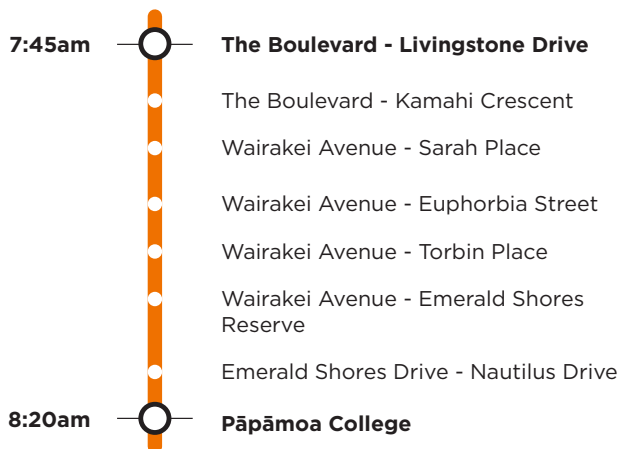 7:45am The Boulevard - Livingstone Drive
The Boulevard - Kamahi Crescent
Wairakei Avenue - Sarah Place
Wairakei Avenue - Euphorbia Street
Wairakei Avenue - Torbin Place
Wairakei Avenue - Emerald Shores
Reserve
Emerald Shores Drive - Nautilus Drive
8:20am Pāpāmoa College